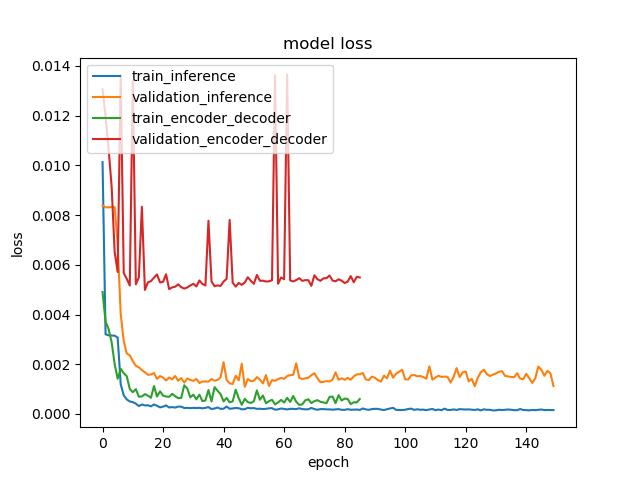 model loss
train_inference
validation_inference
train_encoder_decoder
validation_encoder_decoder
loss
0.014
0.012
0.010
0.008
0.006
0.004
0.002
0.000
0 20 40 60 80 100 120 140
epoch